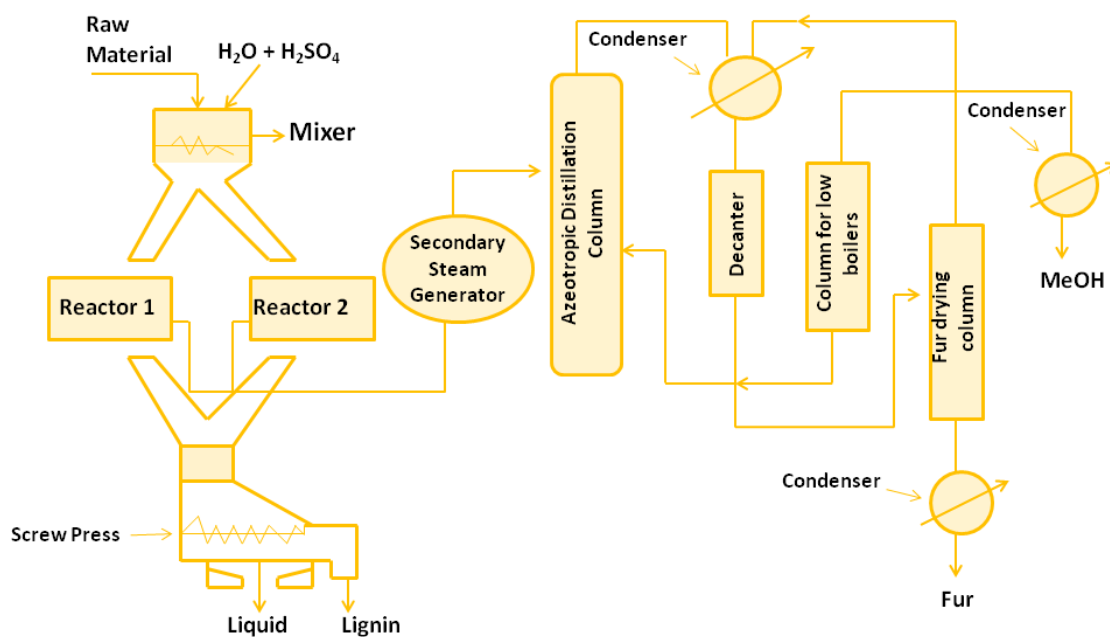 Raw
Material
H₂O + H₂SO₄
Mixer
Reactor 1
Reactor 2
Screw Press
Liquid
Lignin
Secondary
Steam
Generator
Azeotropic Distillation
Column
Condenser
Decanter
Column for low
boilers
Condenser
MeOH
Fur drying
column
Condenser
Fur